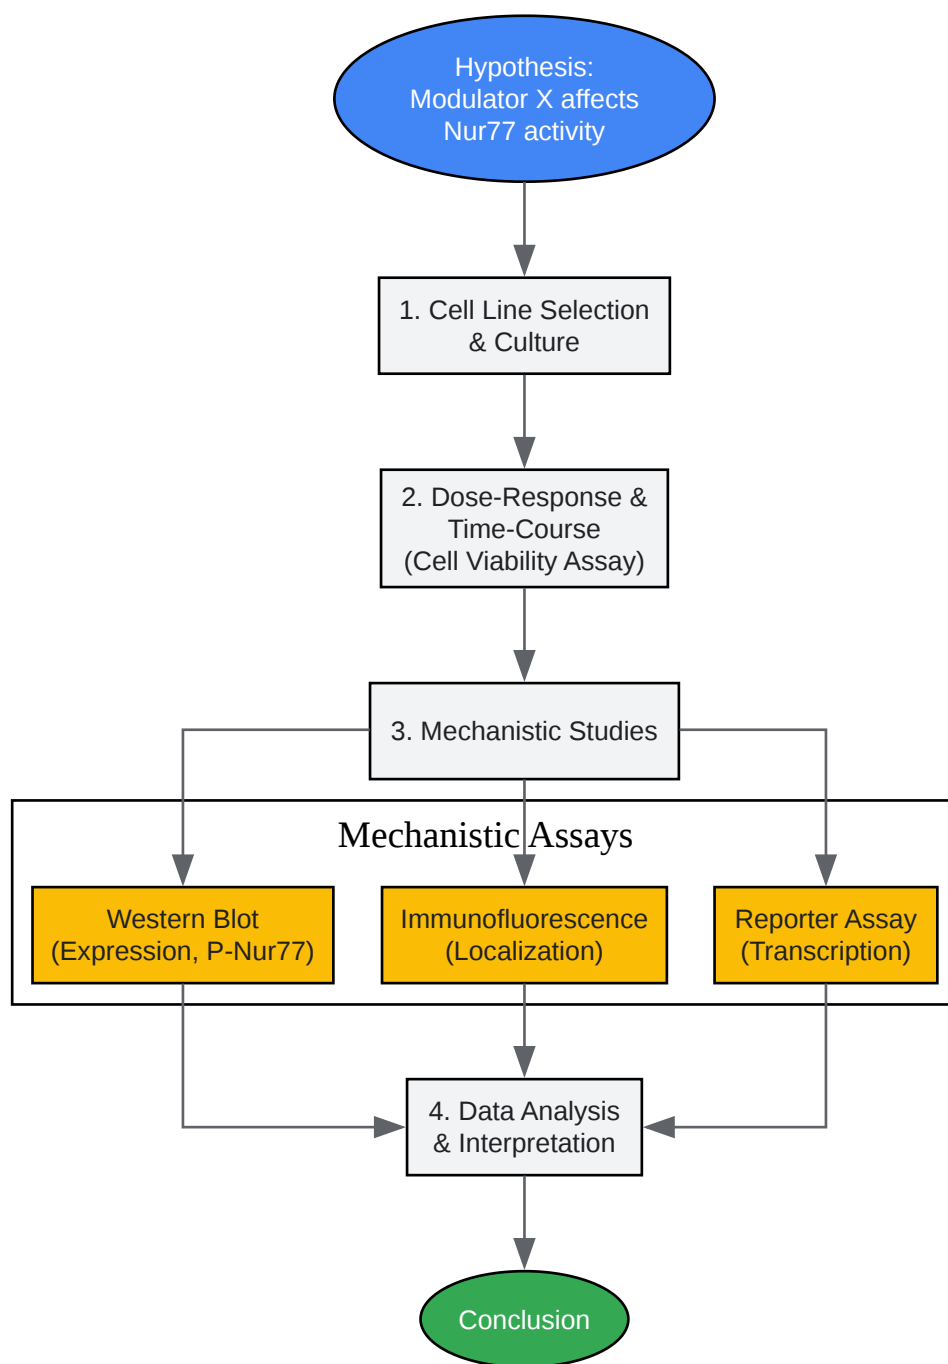 Hypothesis:
Modulator X affects
Nur77 activity
1. Cell Line Selection
& Culture
2. Dose-Response &
Time-Course
(Cell Viability Assay)
3. Mechanistic Studies
Mechanistic Assays
Western Blot
(Expression, P-Nur77)
Immunofluorescence
(Localization)
Reporter Assay
(Transcription)
4. Data Analysis
& Interpretation
Conclusion